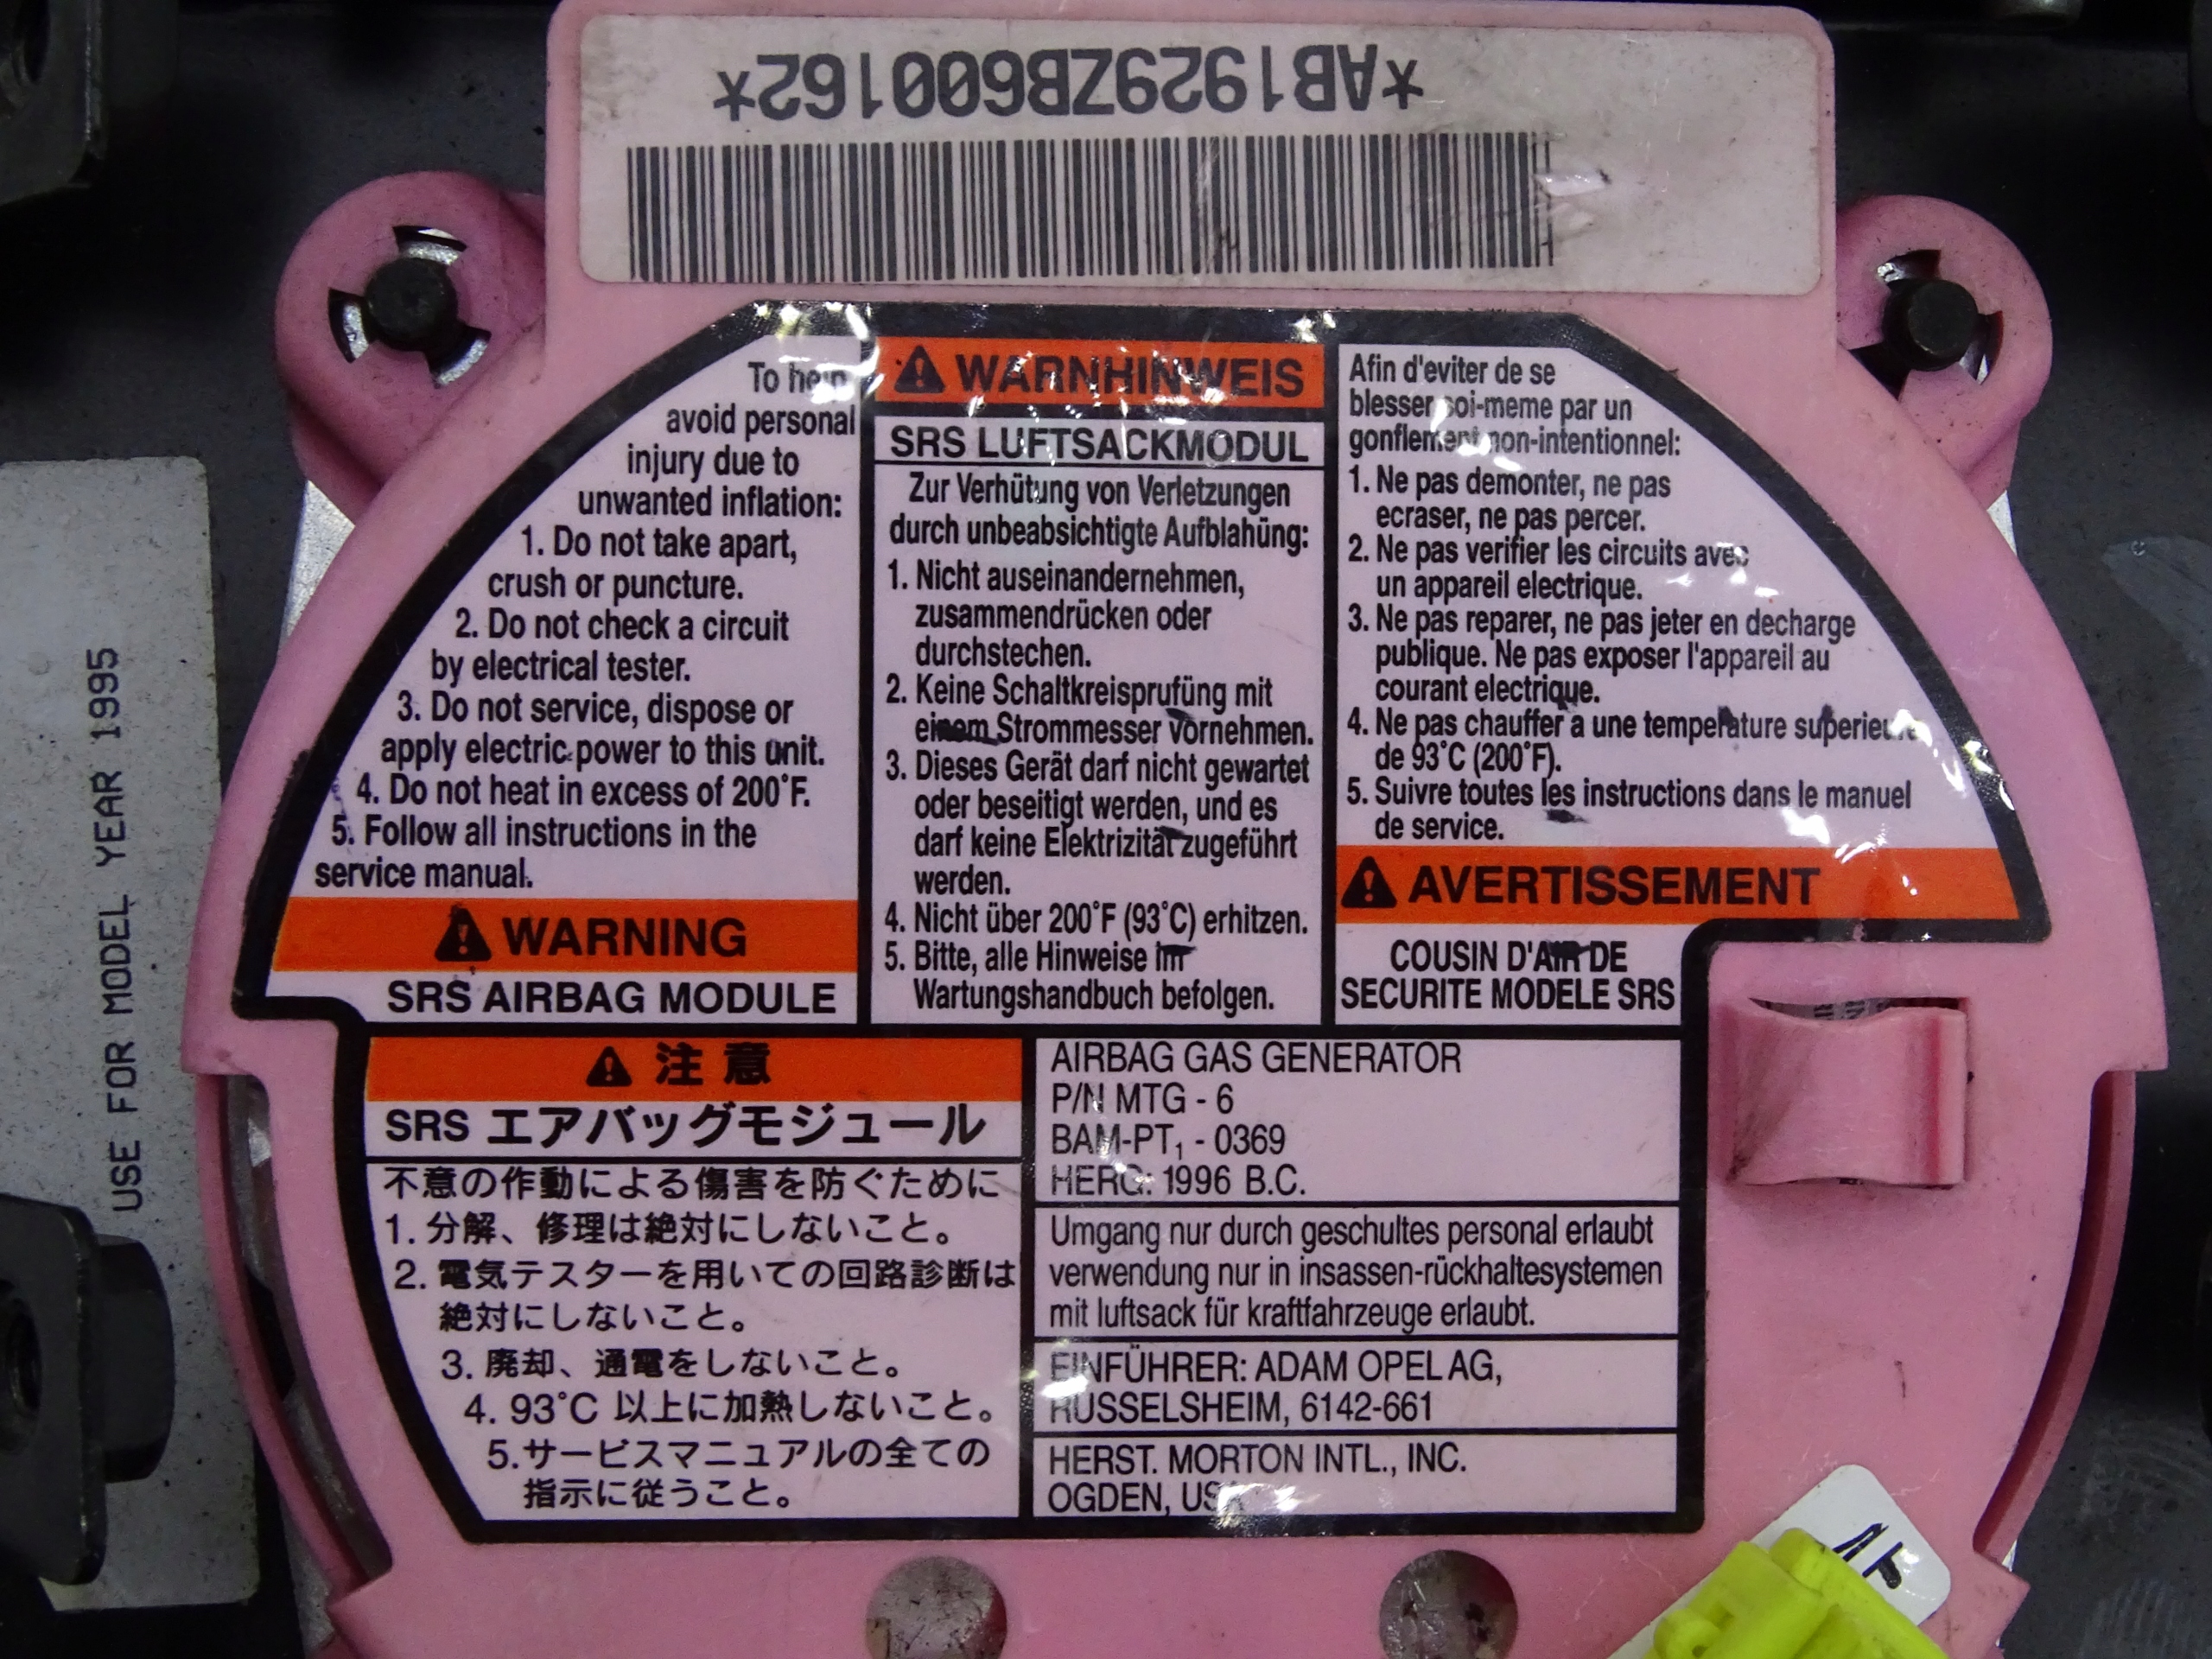 *AB1929ZB600162*
USE FOR MODEL YEAR 1995
To help
avoid personal
injury due to
unwanted inflation:
1. Do not take apart,
crush or puncture.
2. Do not check a circuit
by electrical tester.
3. Do not service, dispose or
apply electric power to this unit.
4. Do not heat in excess of 200°F.
5. Follow all instructions in the
service manual.
WARNING
SRS AIRBAG MODULE
WARNHINWEIS
SRS LUFTSACKMODUL
Zur Verhütung von Verletzungen
durch unbeabsichtigte Aufblahüng:
1. Nicht auseinandernehmen,
zusammendrücken oder
durchstechen.
2. Keine Schaltkreisprufüng mit
einem Strommesser vornehmen.
3. Dieses Gerät darf nicht gewartet
oder beseitigt werden, und es
darf keine Elektrizität zugeführt
werden.
4. Nicht über 200°F (93°C) erhitzen.
5. Bitte, alle Hinweise im
Wartungshandbuch befolgen.
Afin d'eviter de se
blesser soi-meme par un
gonflement non-intentionnel:
1. Ne pas demonter, ne pas
ecraser, ne pas percer.
2. Ne pas verifier les circuits avec
un appareil electrique.
3. Ne pas reparer, ne pas jeter en decharge
publique. Ne pas exposer l'appareil au
courant electrique.
4. Ne pas chauffer a une temperature superieure
de 93°C (200°F).
5. Suivre toutes les instructions dans le manuel
de service.
AVERTISSEMENT
COUSIN D'AIR DE
SECURITE MODELE SRS
注意
SRS エアバッグモジュール
不意の作動による傷害を防ぐために
1. 分解、修理は絶対にしないこと。
2. 電気テスターを用いての回路診断は
絶対にしないこと。
3. 廃却、通電をしないこと。
4. 93°C 以上に加熱しないこと。
5.サービスマニュアルの全ての
指示に従うこと。
AIRBAG GAS GENERATOR
P/N MTG - 6
BAM-PT₁ - 0369
HERG: 1996 B.C.
Umgang nur durch geschultes personal erlaubt
verwendung nur in insassen-rückhaltesystemen
mit luftsack für kraftfahrzeuge erlaubt.
EINFÜHRER: ADAM OPEL AG,
RUSSELSHEIM, 6142-661
HERST. MORTON INTL., INC.
OGDEN, USA